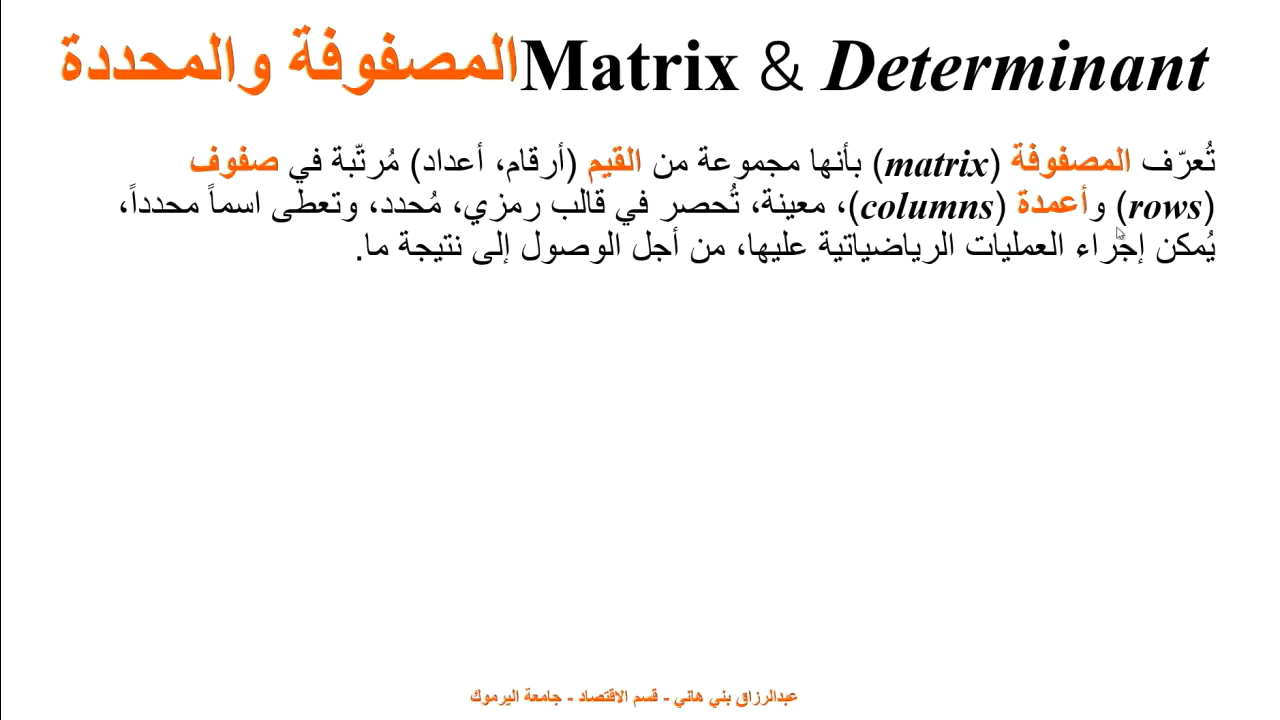 المصفوفة والمحددة Matrix & Determinant
تُعرّف المصفوفة (matrix) بأنها مجموعة من القيم (أرقام، أعداد) مُرتّبة في صفوف
(rows) وأعمدة (columns)، معينة، تُحصر في قالب رمزي، مُحدد، وتعطى اسماً محدداً،
يُمكن إجراء العمليات الرياضياتية عليها، من أجل الوصول إلى نتيجة ما.
عبدالرزاق بني هاني - قسم الاقتصاد - جامعة اليرموك